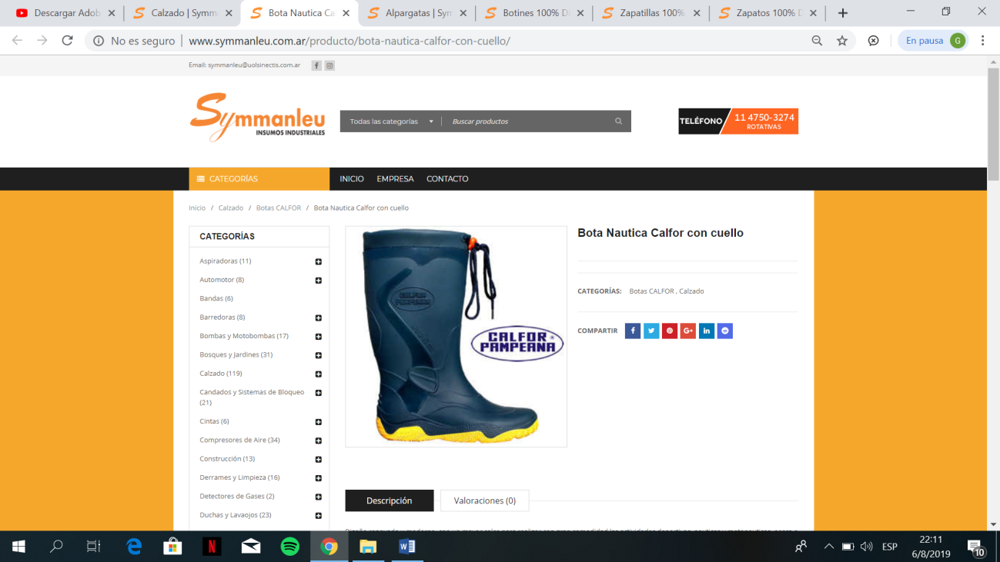 Descargar Adob
Calzado | Symm
Bota Nautica Ca
Alpargatas | Sym
Botines 100% D
Zapatillas 100%
Zapatos 100% D
No es seguro | www.symmanleu.com.ar/producto/bota-nautica-calfor-con-cuello/
En pausa G
Email: symmanleu@uolsinectis.com.ar
Symmanleu
INSUMOS INDUSTRIALES
Todas las categorías
Buscar productos
TELÉFONO
11 4750-3274
ROTATIVAS
CATEGORÍAS
INICIO EMPRESA CONTACTO
Inicio / Calzado / Botas CALFOR / Bota Nautica Calfor con cuello
CATEGORÍAS
Aspiradoras (11)
Automotor (8)
Bandas (6)
Barredoras (8)
Bombas y Motobombas (17)
Bosques y Jardines (31)
Calzado (119)
Candados y Sistemas de Bloqueo
(21)
Cintas (6)
Compresores de Aire (34)
Construcción (13)
Derrames y Limpieza (16)
Detectores de Gases (2)
Duchas y Lavaojos (23)
CALFOR
PAMPEANA
CALFOR ®
PAMPEANA
Bota Nautica Calfor con cuello
CATEGORÍAS: Botas CALFOR , Calzado
COMPARTIR
Descripción
Valoraciones (0)
ESP
22:11
6/8/2019
10